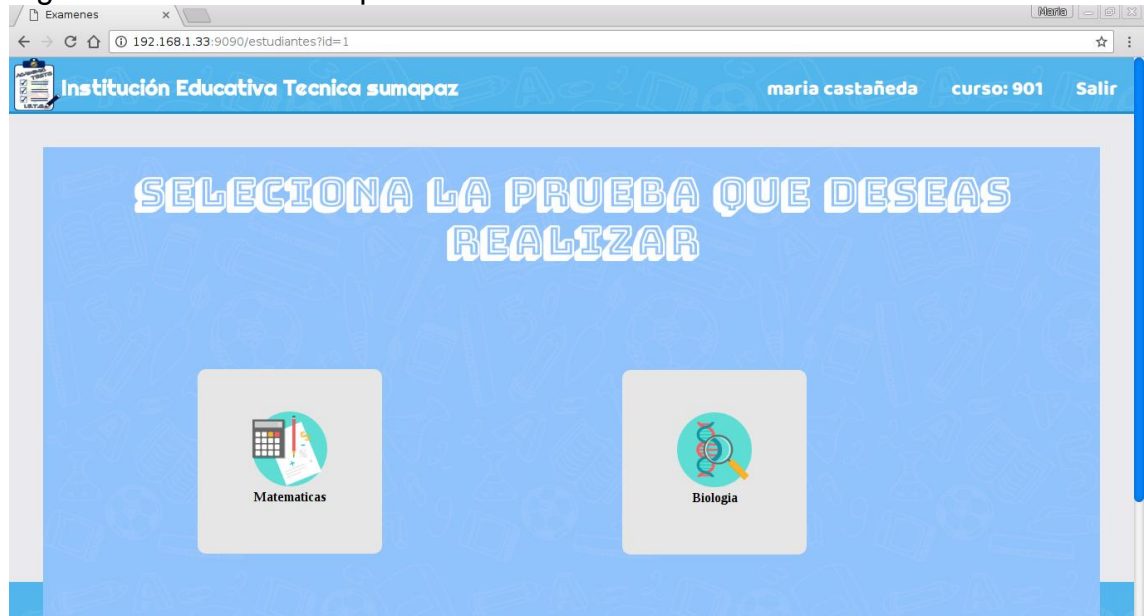 Examenes
Maria
192.168.1.33:9090/estudiantes?id=1
Institución Educativa Tecnica sumapaz
maria castañeda
curso: 901
Salir
SELECIONA LA PRUEBA QUE DESEAS
REALIZAR
Matematicas
Biologia